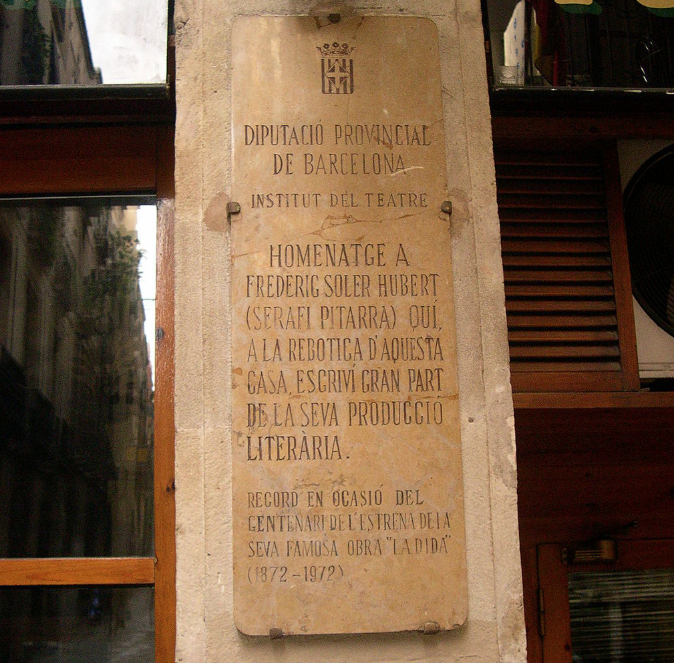 DIPUTACIÓ PROVINCIAL
DE BARCELONA
INSTITUT DEL TEATRE
HOMENATGE A
FREDERIC SOLER HUBERT
(SERAFI PITARRA) QUI,
A LA REBOTICA D'AQUESTA
CASA, ESCRIVÍ GRAN PART
DE LA SEVA PRODUCCIO
LITERÀRIA.
RECORD EN OCASIÓ DEL
CENTENARI DE L'ESTRENA DE LA
SEVA FAMOSA OBRA "LA DIDA"
(1872-1972)